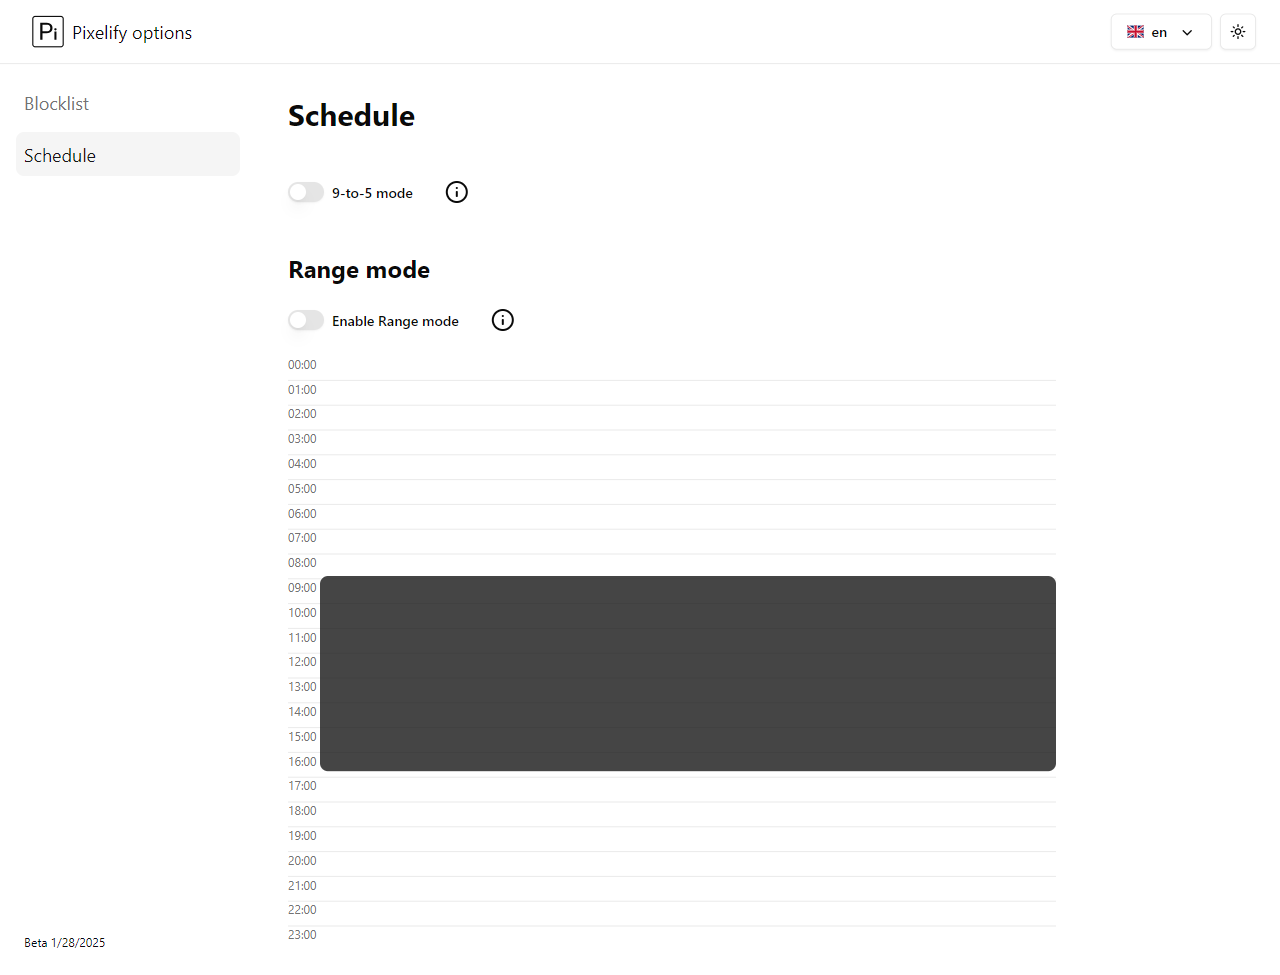 Pi Pixelify options
en
Blocklist
Schedule
Schedule
9-to-5 mode
Range mode
Enable Range mode
00:00
01:00
02:00
03:00
04:00
05:00
06:00
07:00
08:00
09:00
10:00
11:00
12:00
13:00
14:00
15:00
16:00
17:00
18:00
19:00
20:00
21:00
22:00
23:00
Beta 1/28/2025